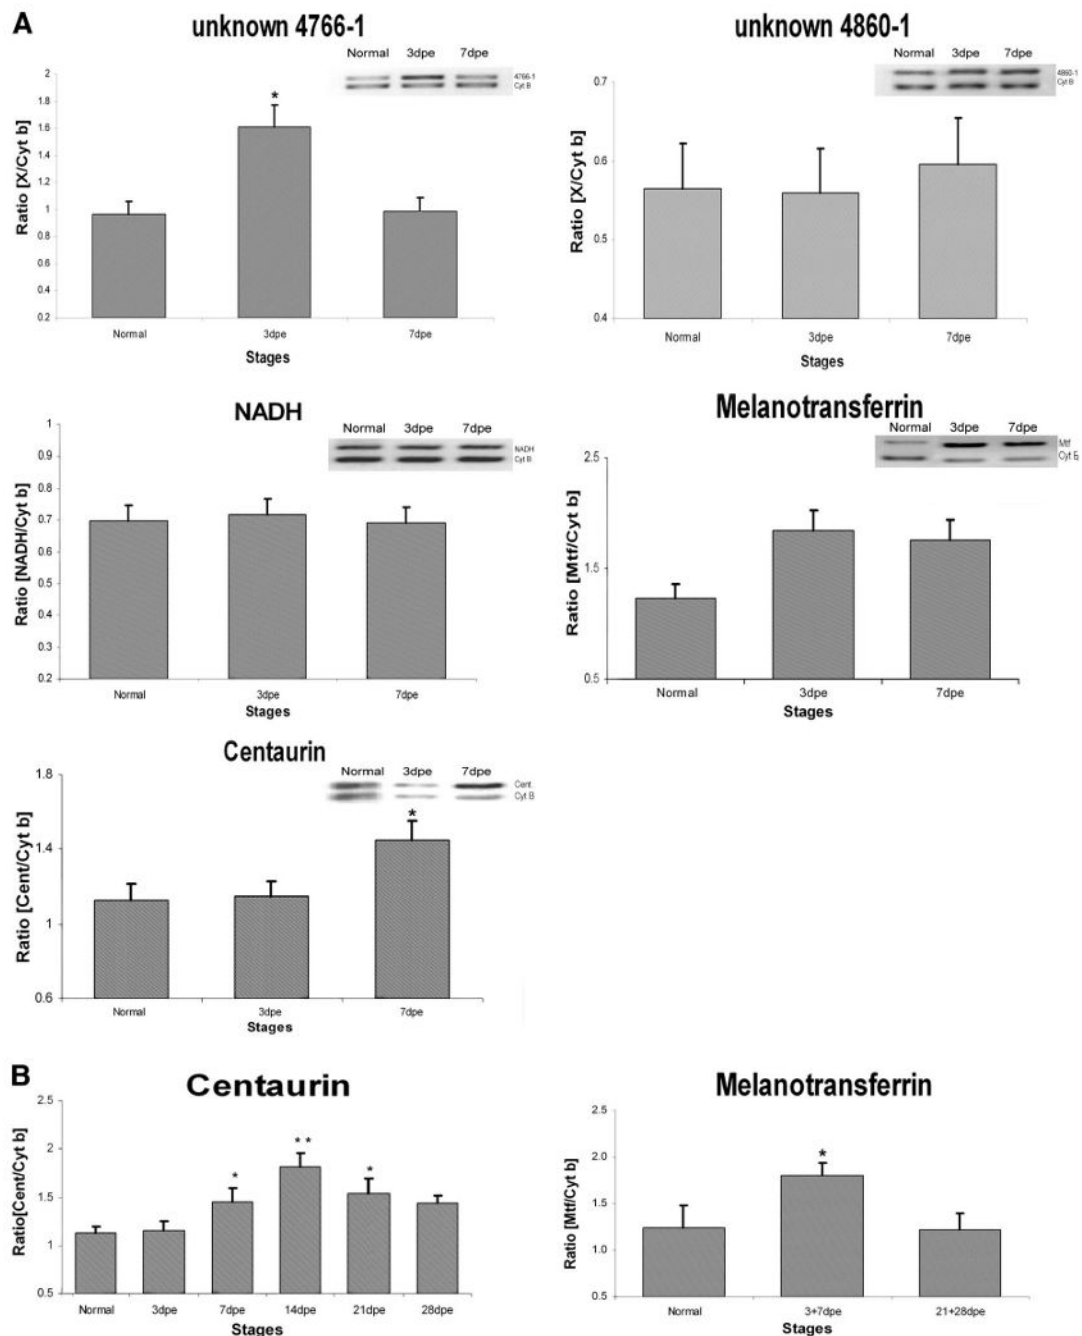 A
unknown 4766-1
Normal 3dpe 7dpe
4766-1
Cyt B
Ratio [X/Cyt b]
2
1.8
1.6
1.4
1.2
1
0.8
0.6
0.4
0.2
*
Normal 3dpe 7dpe
Stages
unknown 4860-1
Normal 3dpe 7dpe
4860-1
Cyt B
Ratio [X/Cyt b]
0.7
0.6
0.5
0.4
Normal 3dpe 7dpe
Stages
NADH
Normal 3dpe 7dpe
NADH
Cyt B
Ratio [NADH/Cyt b]
1
0.9
0.8
0.7
0.6
0.5
0.4
0.3
0.2
Normal 3dpe 7dpe
Stages
Melanotransferrin
Normal 3dpe 7dpe
Mtf
Cyt B
Ratio [Mtf/Cyt b]
2.5
1.5
0.5
Normal 3dpe 7dpe
Stages
Centaurin
Normal 3dpe 7dpe
Cent.
Cyt B
Ratio [Cent/Cyt b]
1.8
1.4
1
0.6
*
Normal 3dpe 7dpe
Stages
B
Centaurin
Ratio[Cent/Cyt b]
2.5
2
1.5
1
0.5
* ** *
Normal 3dpe 7dpe 14dpe 21dpe 28dpe
Stages
Melanotransferrin
Ratio [Mtf/Cyt b]
2.5
2.0
1.5
1.0
0.5
*
Normal 3+7dpe 21+28dpe
Stages